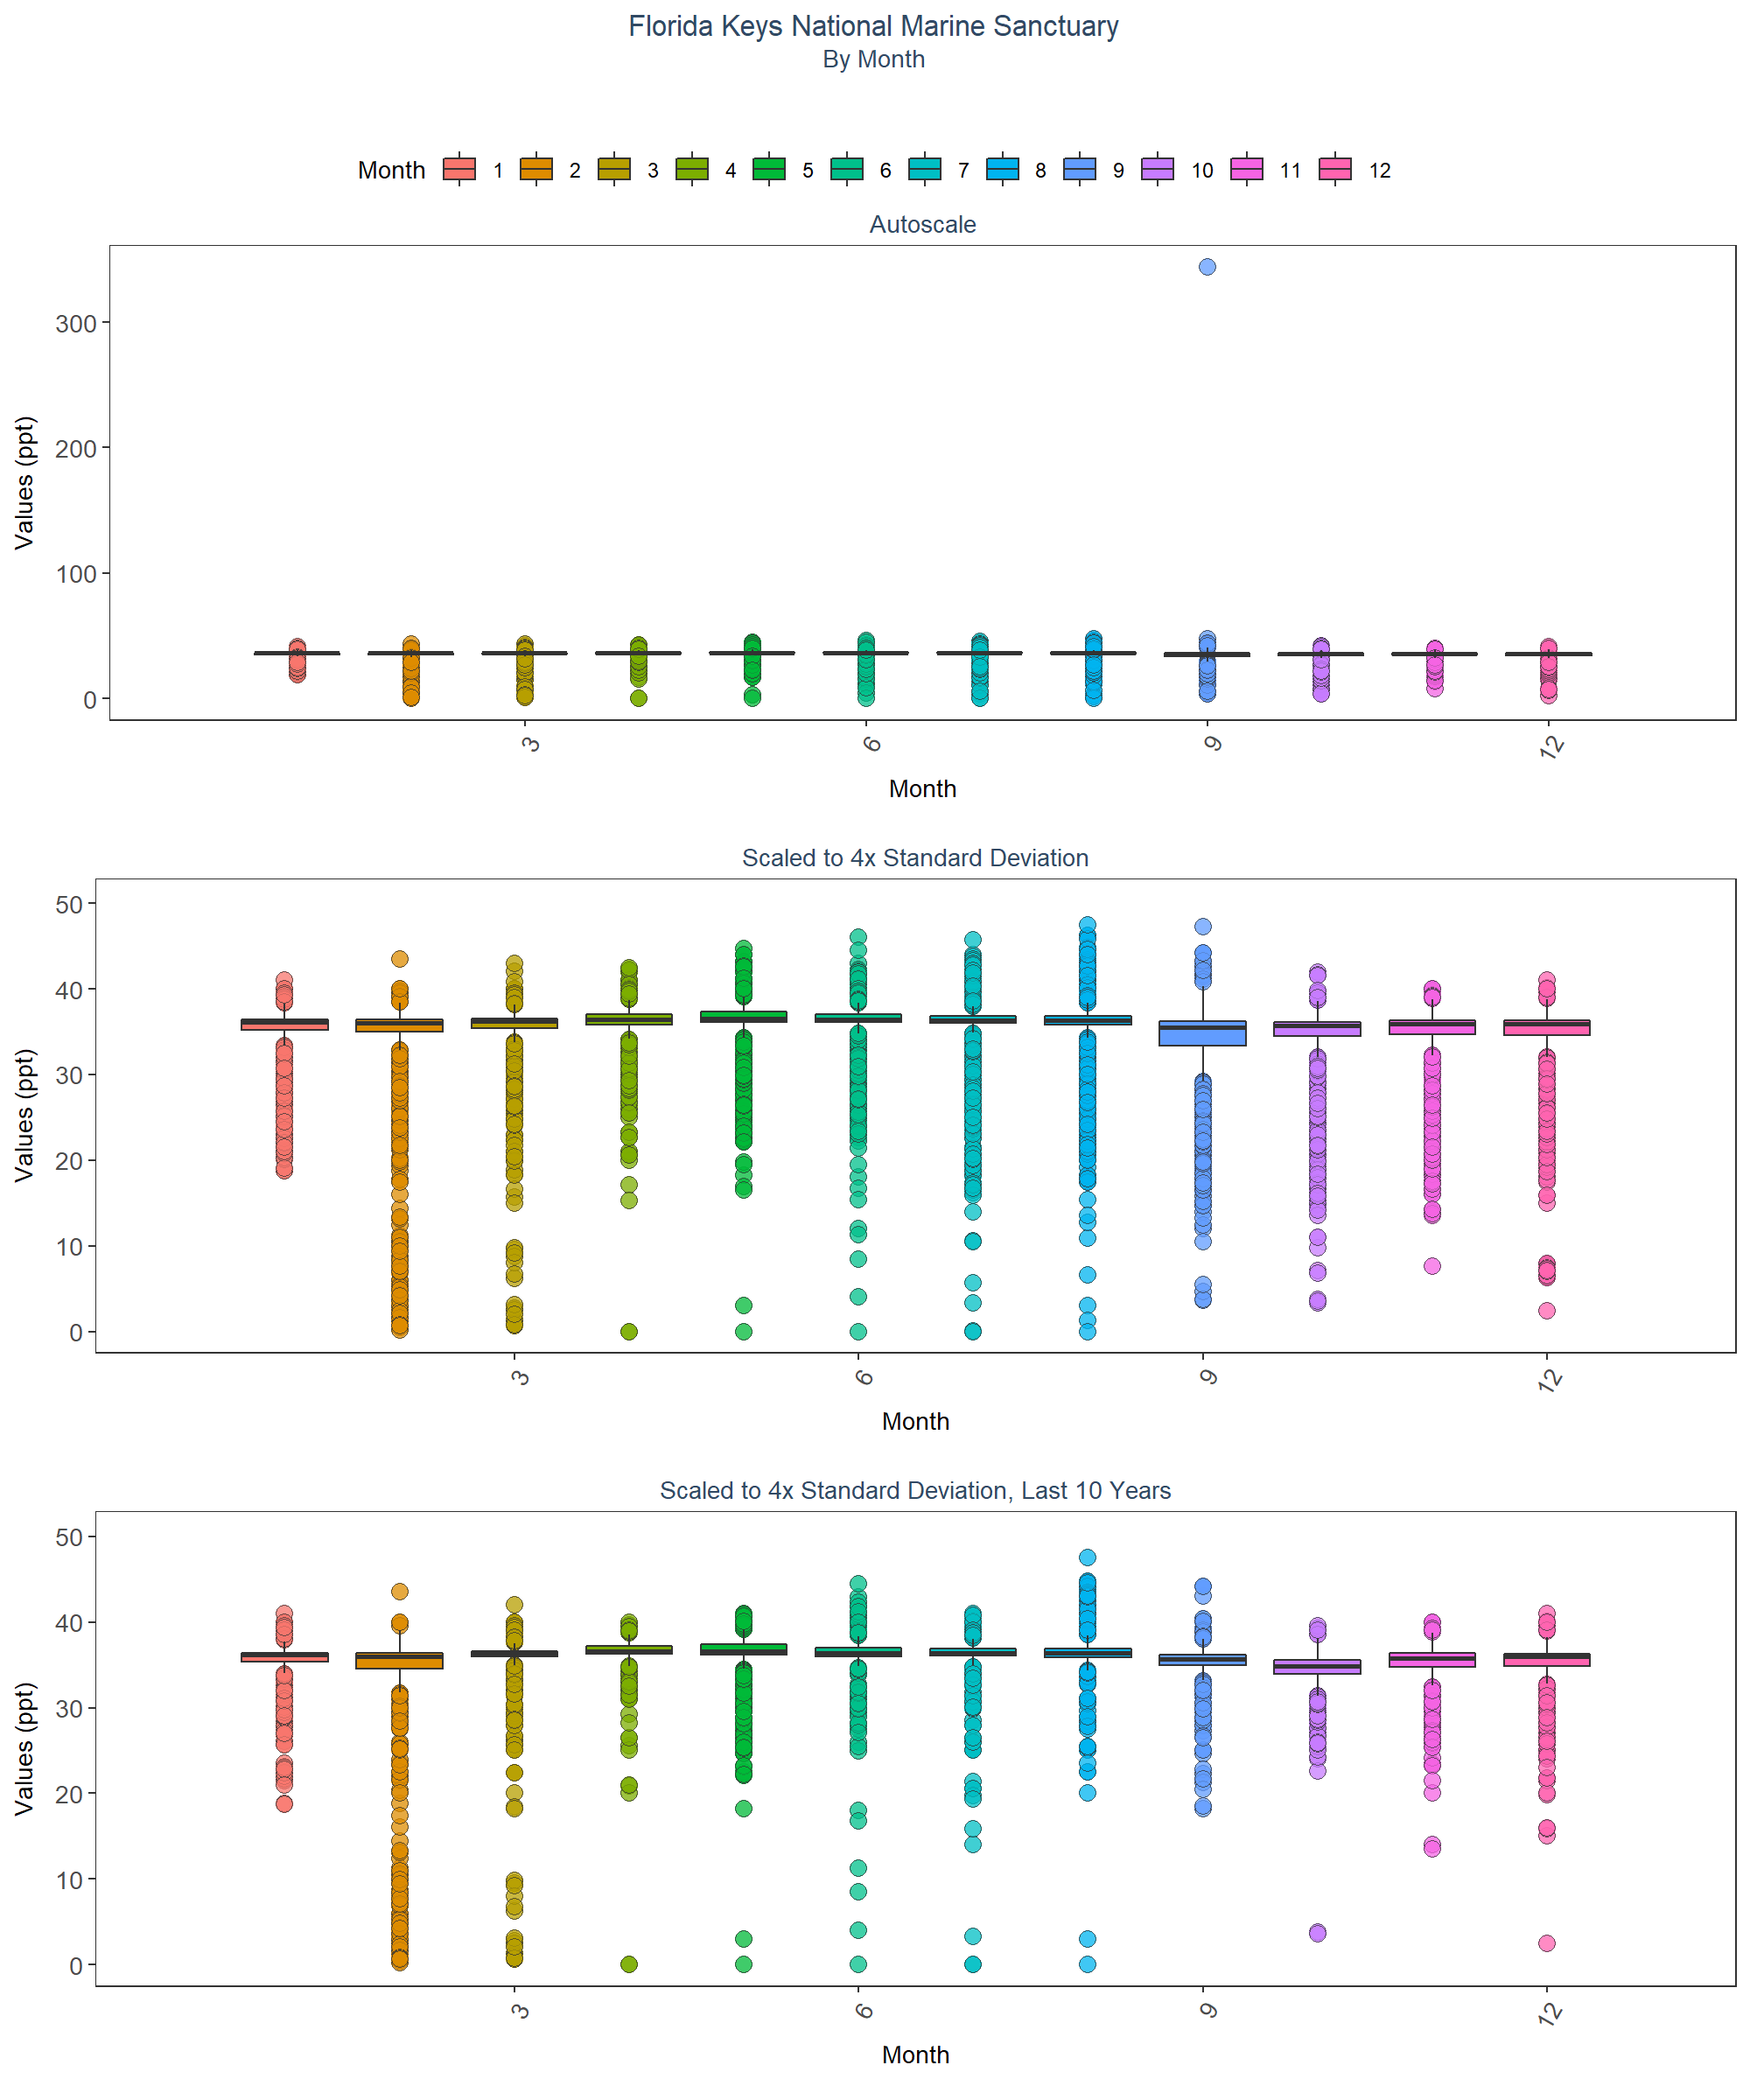 Florida Keys National Marine Sanctuary
By Month
Month 1 2 3 4 5 6 7 8 9 10 11 12
Autoscale
Values (ppt)
300
200
100
0
3 6 9 12
Month
Scaled to 4x Standard Deviation
Values (ppt)
50
40
30
20
10
0
3 6 9 12
Month
Scaled to 4x Standard Deviation, Last 10 Years
Values (ppt)
50
40
30
20
10
0
3 6 9 12
Month